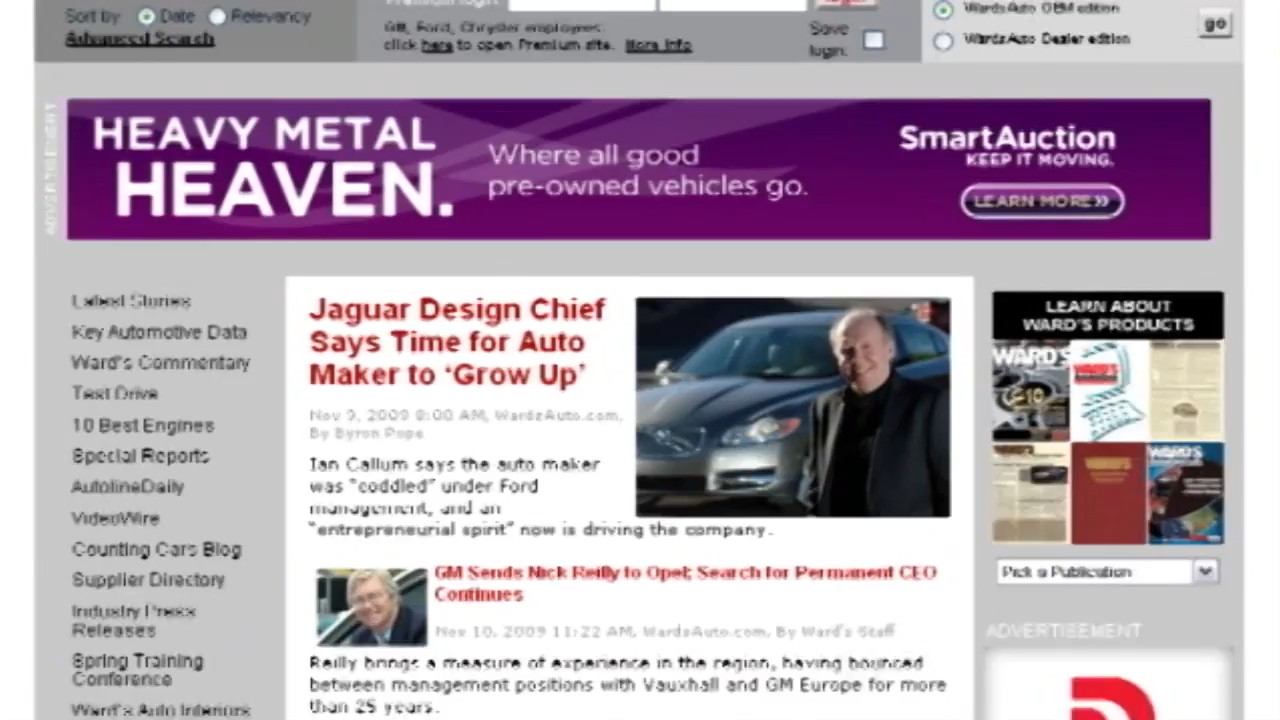 Sort by Date Relevancy
Advanced Search
Premium login
login
GM, Ford, Chrysler employees:
click here to open Premium site. More Info
Save
login:
WardsAuto OEM edition
WardsAuto Dealer edition
go
ADVERTISEMENT
HEAVY METAL
HEAVEN.
Where all good
pre-owned vehicles go.
SmartAuction
KEEP IT MOVING.
LEARN MORE»
Latest Stories
Key Automotive Data
Ward's Commentary
Test Drive
10 Best Engines
Special Reports
AutolineDaily
VideoWire
Counting Cars Blog
Supplier Directory
Industry Press
Releases
Spring Training
Conference
Ward's Auto Interiors
Jaguar Design Chief
Says Time for Auto
Maker to ‘Grow Up’
Nov 9, 2009 8:00 AM, WardsAuto.com,
By Byron Pope
Ian Callum says the auto maker
was "coddled" under Ford
management, and an
"entrepreneurial spirit" now is driving the company.
GM Sends Nick Reilly to Opel; Search for Permanent CEO
Continues
Nov 10, 2009 11:22 AM, WardsAuto.com, By Ward's Staff
Reilly brings a measure of experience in the region, having bounced
between management positions with Vauxhall and GM Europe for more
than 25 years.
LEARN ABOUT
WARD'S PRODUCTS
WARD'S
WARD'S
WARD'S
WARD'S
Pick a Publication
ADVERTISEMENT